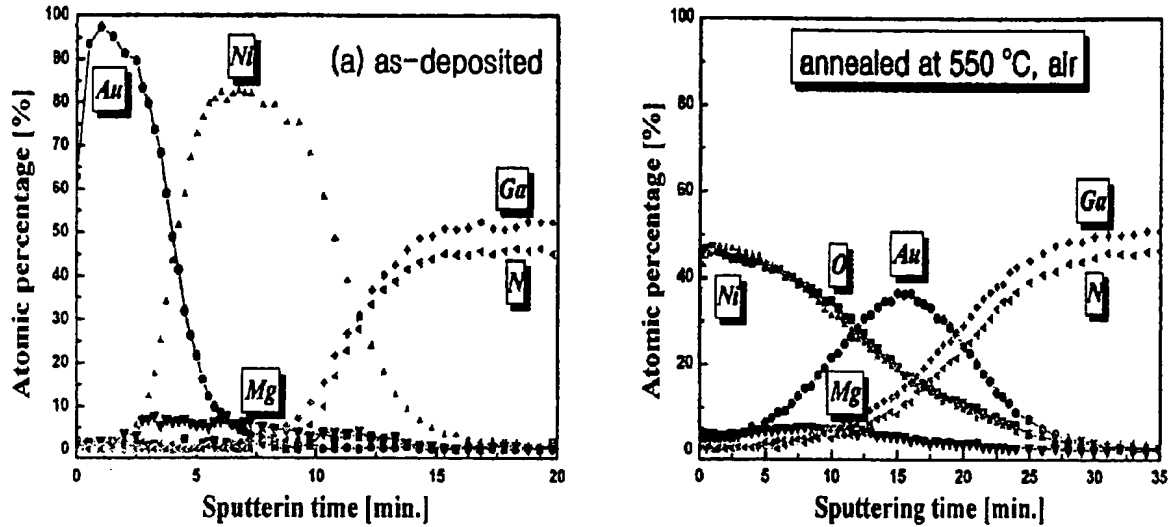 (a) as-deposited
Au
Ni
Mg
Ga
N
Atomic percentage [%]
100
90
80
70
60
50
40
30
20
10
0
0 5 10 15 20
Sputterin time [min.]
annealed at 550 °C, air
Ni
O
Au
Mg
Ga
N
Atomic percentage [%]
100
80
60
40
20
0
0 5 10 15 20 25 30 35
Sputtering time [min.]